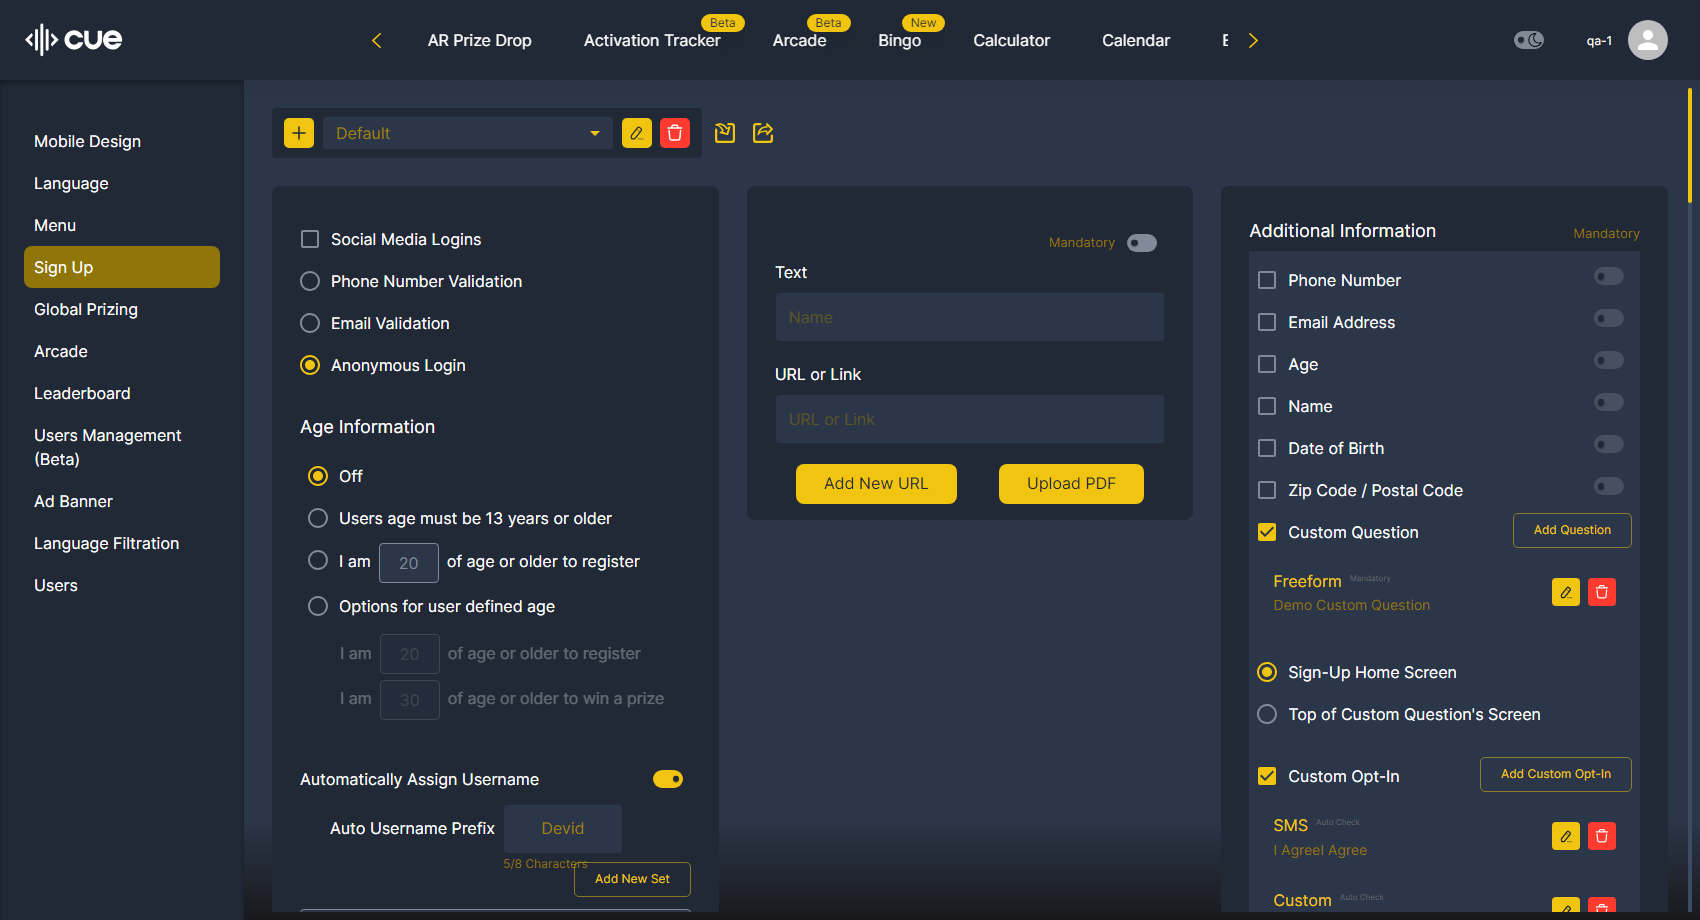 cue
AR Prize Drop
Activation Tracker
Beta
Arcade
Beta
Bingo
New
Calculator
Calendar
qa-1
Mobile Design
Language
Menu
Sign Up
Global Prizing
Arcade
Leaderboard
Users Management
(Beta)
Ad Banner
Language Filtration
Users
Default
Social Media Logins
Phone Number Validation
Email Validation
Anonymous Login
Age Information
Off
Users age must be 13 years or older
I am 20 of age or older to register
Options for user defined age
I am 20 of age or older to register
I am 30 of age or older to win a prize
Automatically Assign Username
Auto Username Prefix Devid
5/8 Characters
Add New Set
Mandatory
Text
Name
URL or Link
URL or Link
Add New URL
Upload PDF
Additional Information
Mandatory
Phone Number
Email Address
Age
Name
Date of Birth
Zip Code / Postal Code
Custom Question
Add Question
Freeform Mandatory
Demo Custom Question
Sign-Up Home Screen
Top of Custom Question's Screen
Custom Opt-In
Add Custom Opt-In
SMS Auto Check
I AgreeI Agree
Custom Auto Check